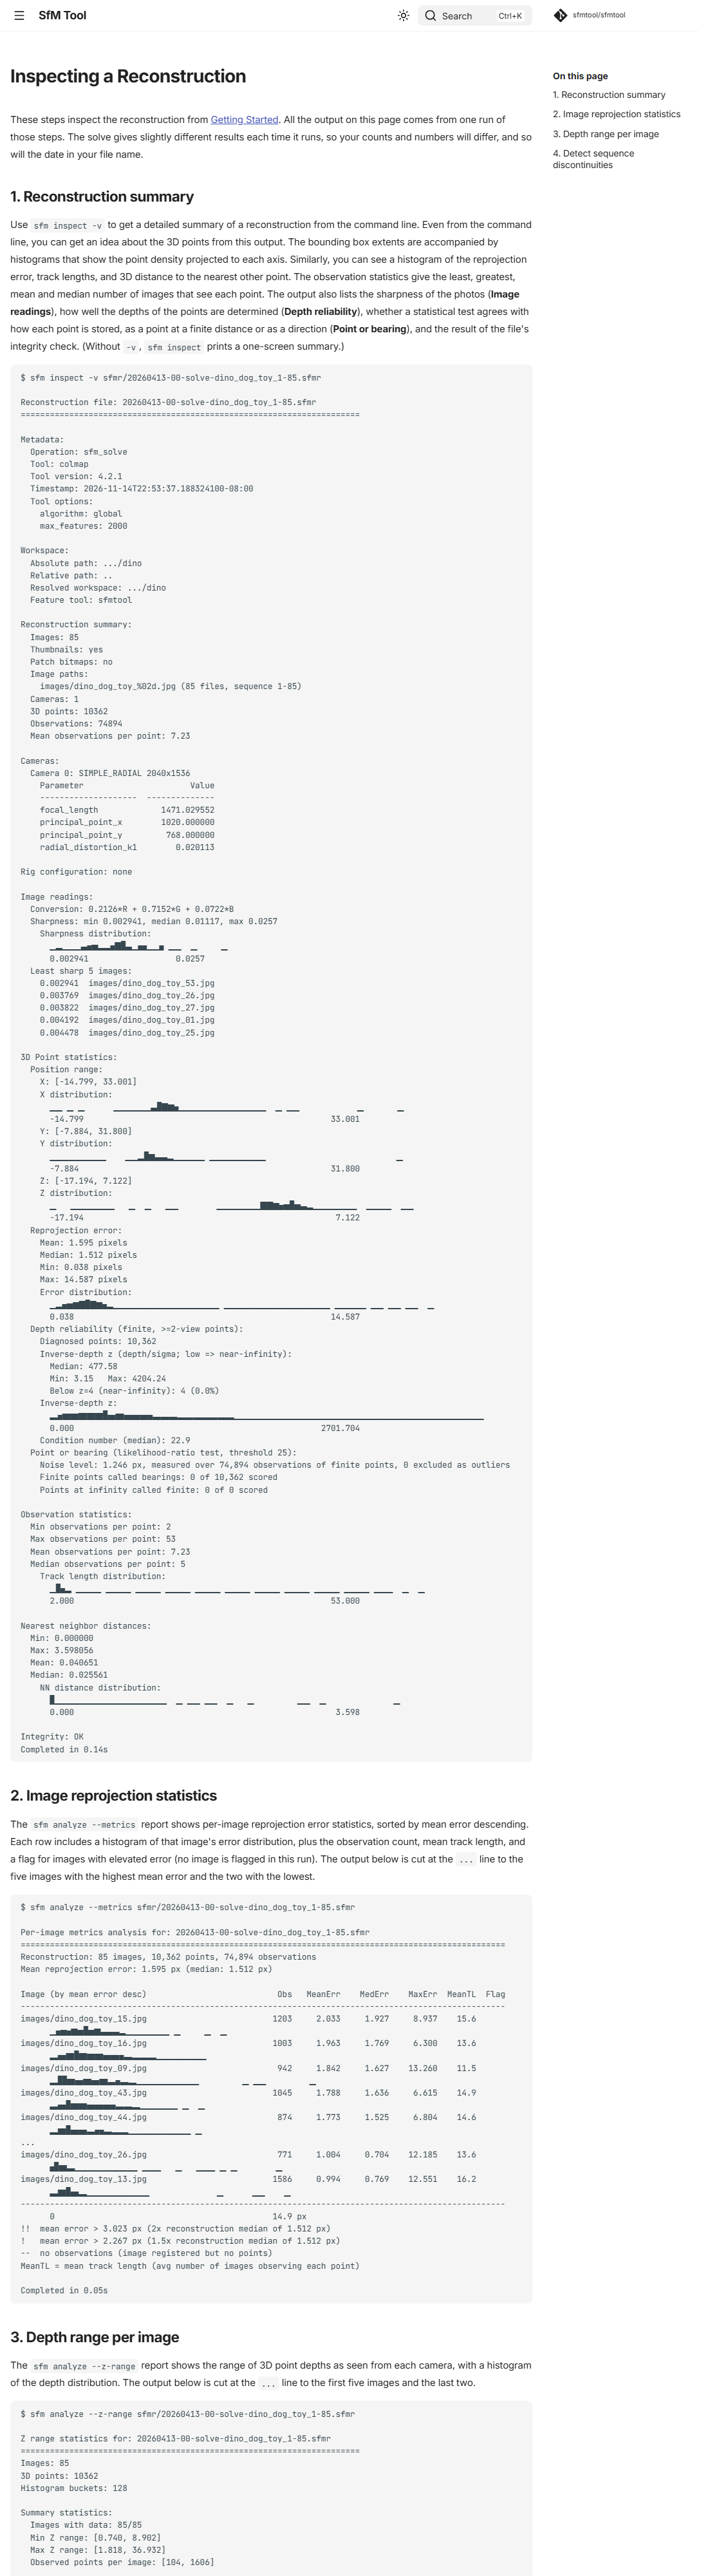 SfM Tool
Search
Ctrl+K
sfmtool/sfmtool
Inspecting a Reconstruction
On this page
1. Reconstruction summary
2. Image reprojection statistics
3. Depth range per image
4. Detect sequence
discontinuities
These steps inspect the reconstruction from Getting Started. All the output on this page comes from one run of
those steps. The solve gives slightly different results each time it runs, so your counts and numbers will differ, and so
will the date in your file name.
1. Reconstruction summary
Use sfm inspect -v to get a detailed summary of a reconstruction from the command line. Even from the command
line, you can get an idea about the 3D points from this output. The bounding box extents are accompanied by
histograms that show the point density projected to each axis. Similarly, you can see a histogram of the reprojection
error, track lengths, and 3D distance to the nearest other point. The observation statistics give the least, greatest,
mean and median number of images that see each point. The output also lists the sharpness of the photos (Image
readings), how well the depths of the points are determined (Depth reliability), whether a statistical test agrees with
how each point is stored, as a point at a finite distance or as a direction (Point or bearing), and the result of the file's
integrity check. (Without -v, sfm inspect prints a one-screen summary.)
$ sfm inspect -v sfmr/20260413-00-solve-dino_dog_toy_1-85.sfmr
Reconstruction file: 20260413-00-solve-dino_dog_toy_1-85.sfmr
======================================================================
Metadata:
Operation: sfm_solve
Tool: colmap
Tool version: 4.2.1
Timestamp: 2026-11-14T22:53:37.188324100-08:00
Tool options:
algorithm: global
max_features: 2000
Workspace:
Absolute path: .../dino
Relative path: ..
Resolved workspace: .../dino
Feature tool: sfmtool
Reconstruction summary:
Images: 85
Thumbnails: yes
Patch bitmaps: no
Image paths:
images/dino_dog_toy_%02d.jpg (85 files, sequence 1-85)
Cameras: 1
3D points: 10362
Observations: 74894
Mean observations per point: 7.23
Cameras:
Camera 0: SIMPLE_RADIAL 2040x1536
Parameter Value
-------------------- --------------
focal_length 1471.029552
principal_point_x 1020.000000
principal_point_y 768.000000
radial_distortion_k1 0.020113
Rig configuration: none
Image readings:
Conversion: 0.2126*R + 0.7152*G + 0.0722*B
Sharpness: min 0.002941, median 0.01117, max 0.0257
Sharpness distribution:
0.002941 0.0257
Least sharp 5 images:
0.002941 images/dino_dog_toy_53.jpg
0.003769 images/dino_dog_toy_26.jpg
0.003822 images/dino_dog_toy_27.jpg
0.004192 images/dino_dog_toy_01.jpg
0.004478 images/dino_dog_toy_25.jpg
3D Point statistics:
Position range:
X: [-14.799, 33.001]
X distribution:
-14.799 33.001
Y: [-7.884, 31.800]
Y distribution:
-7.884 31.800
Z: [-17.194, 7.122]
Z distribution:
-17.194 7.122
Reprojection error:
Mean: 1.595 pixels
Median: 1.512 pixels
Min: 0.038 pixels
Max: 14.587 pixels
Error distribution:
0.038 14.587
Depth reliability (finite, >=2-view points):
Diagnosed points: 10,362
Inverse-depth z (depth/sigma; low => near-infinity):
Median: 477.58
Min: 3.15 Max: 4204.24
Below z=4 (near-infinity): 4 (0.0%)
Inverse-depth z:
0.000 2701.704
Condition number (median): 22.9
Point or bearing (likelihood-ratio test, threshold 25):
Noise level: 1.246 px, measured over 74,894 observations of finite points, 0 excluded as outliers
Finite points called bearings: 0 of 10,362 scored
Points at infinity called finite: 0 of 0 scored
Observation statistics:
Min observations per point: 2
Max observations per point: 53
Mean observations per point: 7.23
Median observations per point: 5
Track length distribution:
2.000 53.000
Nearest neighbor distances:
Min: 0.000000
Max: 3.598056
Mean: 0.040651
Median: 0.025561
NN distance distribution:
0.000 3.598
Integrity: OK
Completed in 0.14s
2. Image reprojection statistics
The sfm analyze --metrics report shows per-image reprojection error statistics, sorted by mean error descending.
Each row includes a histogram of that image's error distribution, plus the observation count, mean track length, and
a flag for images with elevated error (no image is flagged in this run). The output below is cut at the ... line to the
five images with the highest mean error and the two with the lowest.
$ sfm analyze --metrics sfmr/20260413-00-solve-dino_dog_toy_1-85.sfmr
Per-image metrics analysis for: 20260413-00-solve-dino_dog_toy_1-85.sfmr
====================================================================================================
Reconstruction: 85 images, 10,362 points, 74,894 observations
Mean reprojection error: 1.595 px (median: 1.512 px)
Image (by mean error desc) Obs MeanErr MedErr MaxErr MeanTL Flag
----------------------------------------------------------------------------------------------------
images/dino_dog_toy_15.jpg 1203 2.033 1.927 8.937 15.6
images/dino_dog_toy_16.jpg 1003 1.963 1.769 6.300 13.6
images/dino_dog_toy_09.jpg 942 1.842 1.627 13.260 11.5
images/dino_dog_toy_43.jpg 1045 1.788 1.636 6.615 14.9
images/dino_dog_toy_44.jpg 874 1.773 1.525 6.804 14.6
...
images/dino_dog_toy_26.jpg 771 1.004 0.704 12.185 13.6
images/dino_dog_toy_13.jpg 1586 0.994 0.769 12.551 16.2
----------------------------------------------------------------------------------------------------
0 14.9 px
!! mean error > 3.023 px (2x reconstruction median of 1.512 px)
! mean error > 2.267 px (1.5x reconstruction median of 1.512 px)
-- no observations (image registered but no points)
MeanTL = mean track length (avg number of images observing each point)
Completed in 0.05s
3. Depth range per image
The sfm analyze --z-range report shows the range of 3D point depths as seen from each camera, with a histogram
of the depth distribution. The output below is cut at the ... line to the first five images and the last two.
$ sfm analyze --z-range sfmr/20260413-00-solve-dino_dog_toy_1-85.sfmr
Z range statistics for: 20260413-00-solve-dino_dog_toy_1-85.sfmr
======================================================================
Images: 85
3D points: 10362
Histogram buckets: 128
Summary statistics:
Images with data: 85/85
Min Z range: [0.740, 8.902]
Max Z range: [1.818, 36.932]
Observed points per image: [104, 1606]